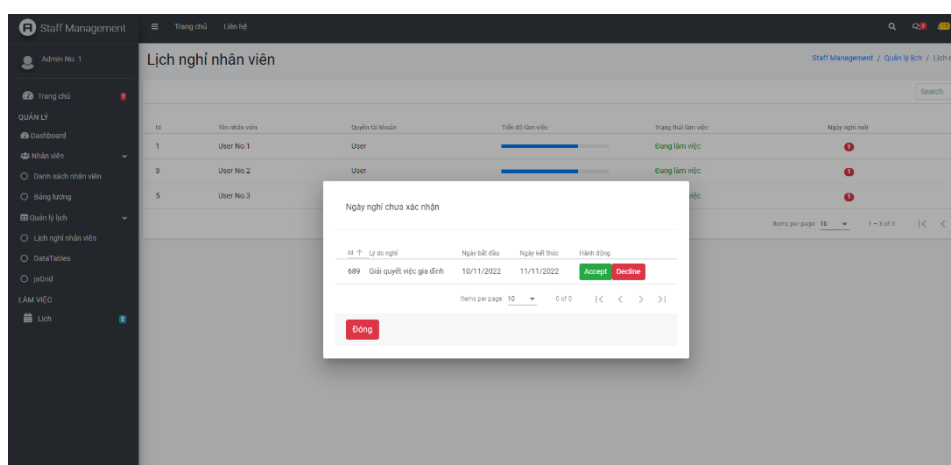 Staff Management
Trang chủ Liên hệ
Admin No. 1
Lịch nghỉ nhân viên
Staff Management / Quản lý lịch / Lịch n
Trang chủ
Search
QUẢN LÝ
Dashboard
Nhân viên
Danh sách nhân viên
Bảng lương
Quản lý lịch
Lịch nghỉ nhân viên
DataTables
jsGrid
LÀM VIỆC
Lịch
Id Tên nhân viên Quyền tài khoản Tiến độ làm việc Trạng thái làm việc Ngày nghỉ mới
1 User No.1 User Đang làm việc 1
3 User No.2 User Đang làm việc 1
5 User No.3 việc 1
Items per page: 10 1 – 3 of 3
Ngày nghỉ chưa xác nhận
Id Lý do nghỉ Ngày bắt đầu Ngày kết thúc Hành động
689 Giải quyết việc gia đình 10/11/2022 11/11/2022 Accept Decline
Items per page: 10 0 of 0
Đóng